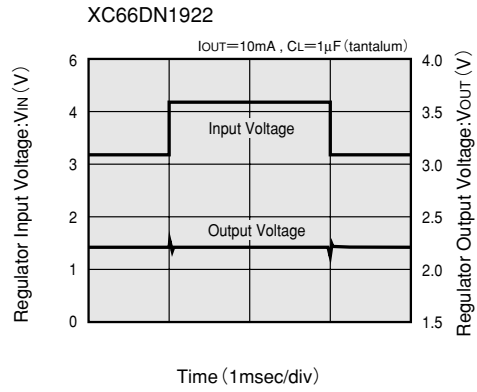 XC66DN1922
IOUT=10mA , CL=1μF (tantalum)
Regulator Input Voltage:VIN (V)
6
4
3
2
1
0
Input Voltage
Output Voltage
4.0
3.5
3.0
2.5
2.0
1.5
Regulator Output Voltage:VOUT (V)
Time (1msec/div)